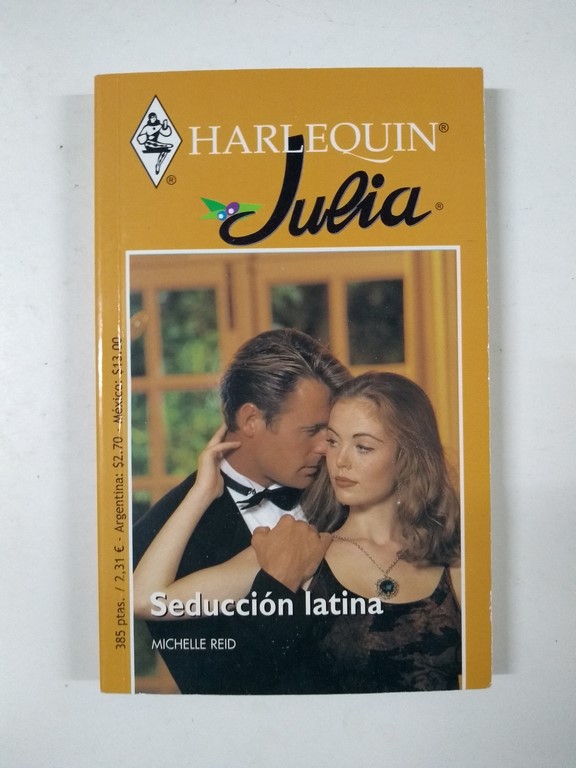 HARLEQUIN®
Julia®
®
385 ptas. / 2,31 € - Argentina: $2.70 - México: $13.00
Seducción latina
MICHELLE REID